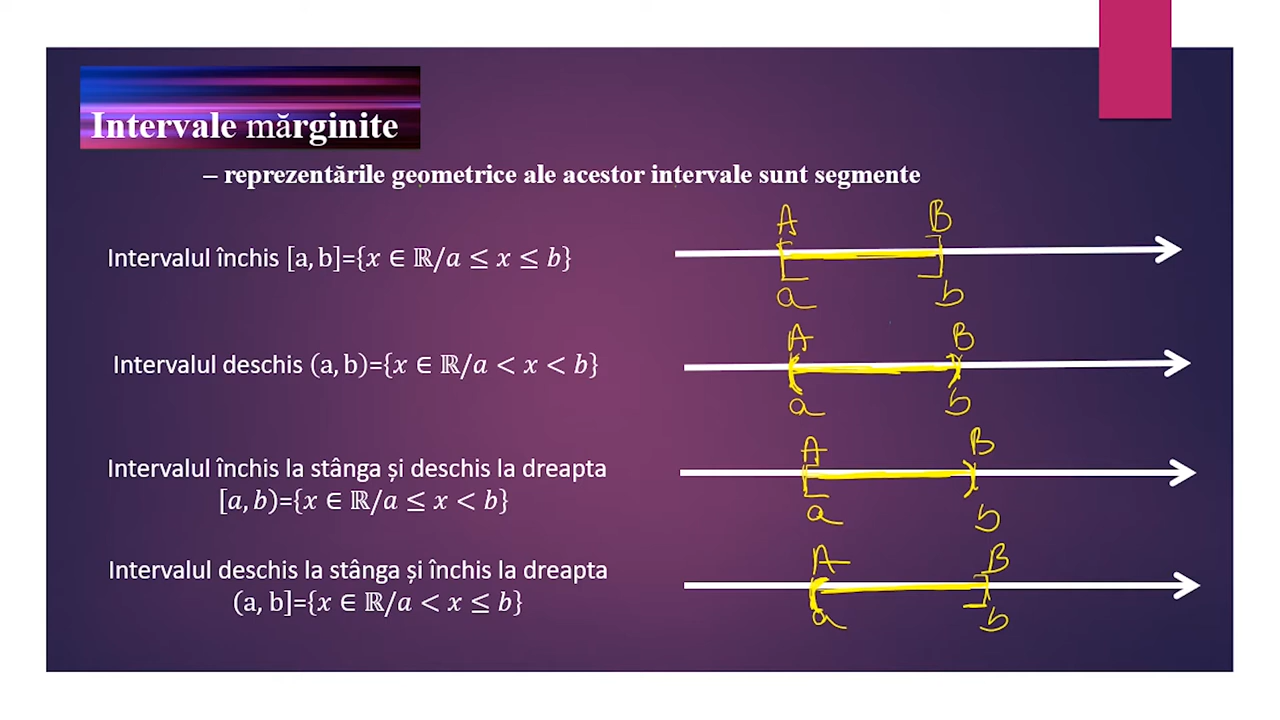 Intervale mărginite
– reprezentările geometrice ale acestor intervale sunt segmente
A B
Intervalul închis [a, b]={x ∈ ℝ/a ≤ x ≤ b}
[ ]
a b
A B
Intervalul deschis (a, b)={x ∈ ℝ/a < x < b}
( )
a b
A B
Intervalul închis la stânga și deschis la dreapta
[ )
[a, b)={x ∈ ℝ/a ≤ x < b}
a b
A B
Intervalul deschis la stânga și închis la dreapta
( ]
(a, b]={x ∈ ℝ/a < x ≤ b}
a b